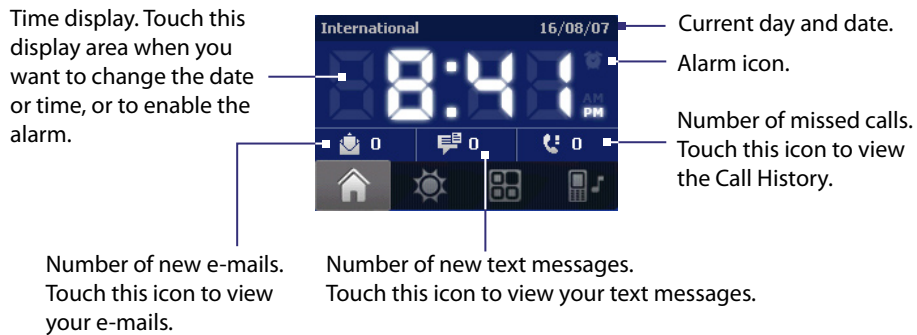 Time display. Touch this
display area when you
want to change the date
or time, or to enable the
alarm.
International 16/08/07
8:41
AM
PM
0 0 0
Current day and date.
Alarm icon.
Number of missed calls.
Touch this icon to view
the Call History.
Number of new e-mails.
Touch this icon to view
your e-mails.
Number of new text messages.
Touch this icon to view your text messages.